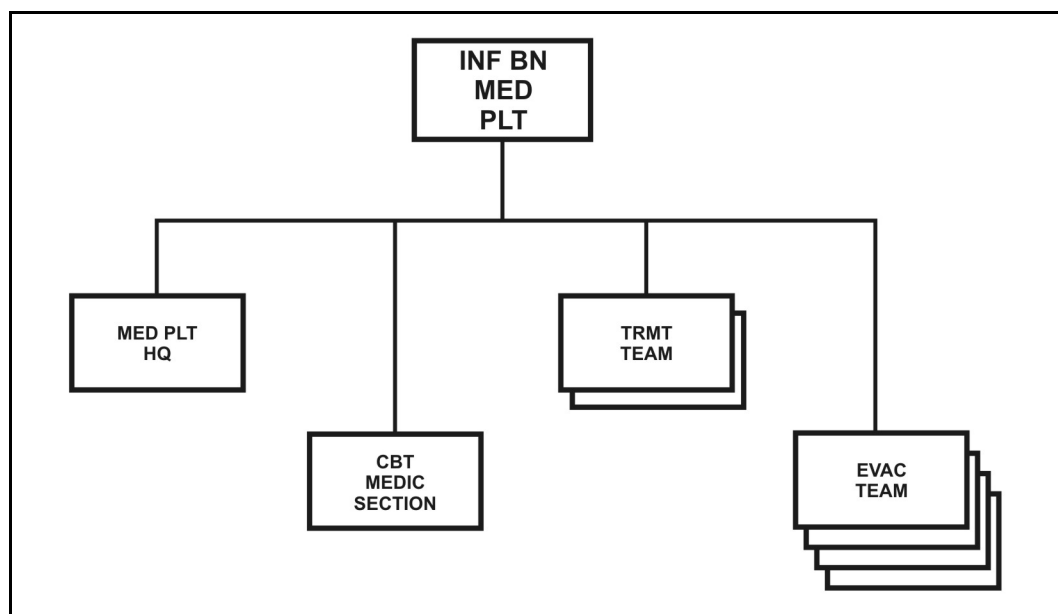 INF BN
MED
PLT
MED PLT
HQ
TRMT
TEAM
CBT
MEDIC
SECTION
EVAC
TEAM